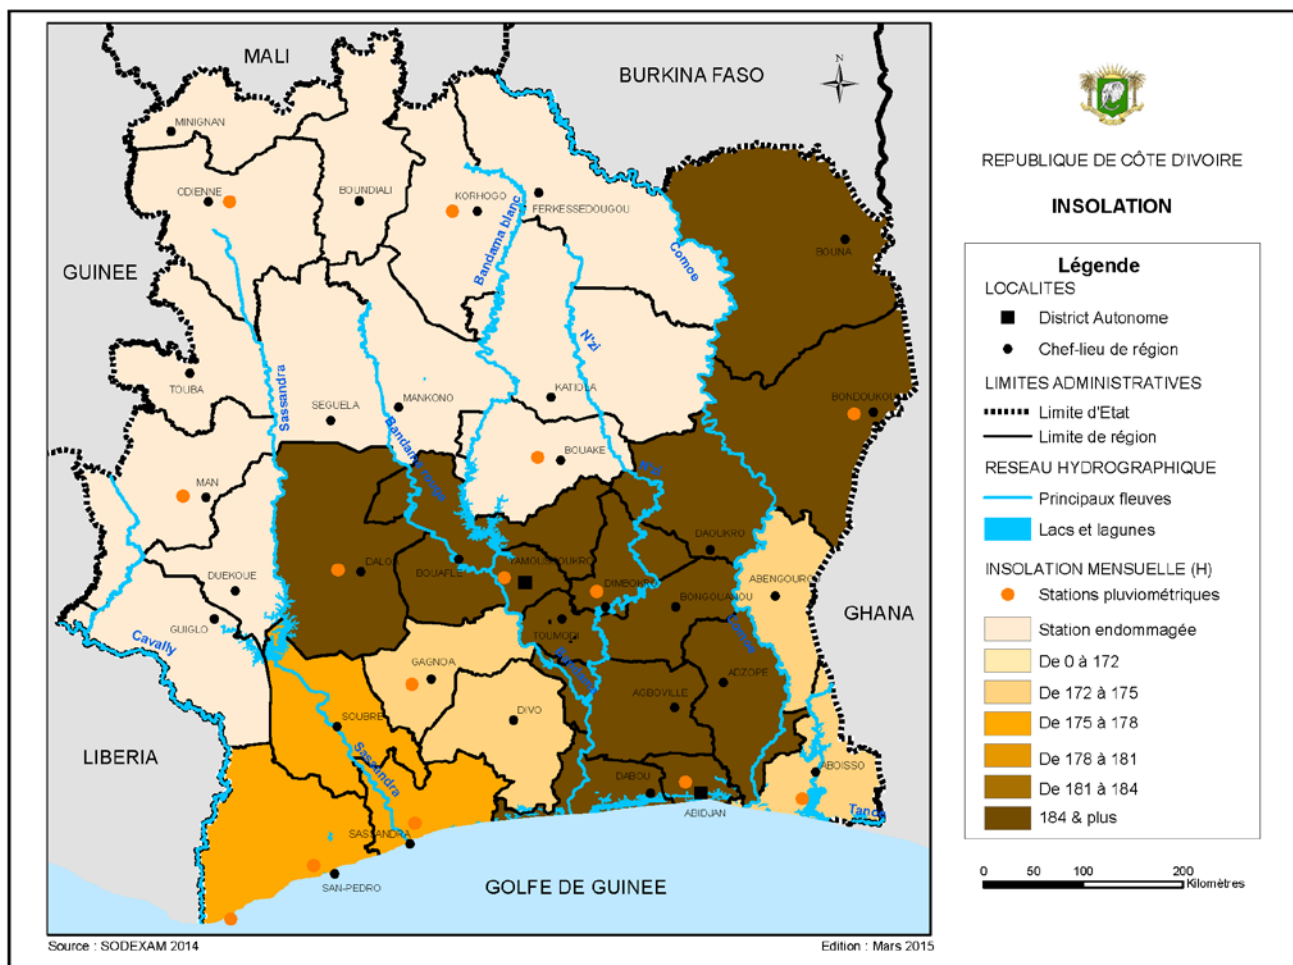 MALI
BURKINA FASO
N
MINIGNAN
ODIENNE
BOUNDIALI
KORHOGO
FERKESSEDOUGOU
Bandama blanc
Comoe
BOUNA
GUINEE
N'zi
TOUBA
Sassandra
SEGUELA
MANKONO
KATIOLA
BONDOUKOU
Bandama rouge
BOUAKE
N'zi
MAN
DAOUKRO
DUEKOUE
DALOA
BOUAFLE
YAMOUSSOUKRO
DIMBOKRO
BONGOUANOU
ABENGOUROU
GHANA
GUIGLO
Cavally
TOUMODI
Comoe
GAGNOA
Bandama
AGBOVILLE
ADZOPE
SOUBRE
DIVO
LIBERIA
Sassandra
DABOU
ABOISSO
ABIDJAN
Tanoe
SASSANDRA
SAN-PEDRO
GOLFE DE GUINEE
Source : SODEXAM 2014
Edition : Mars 2015
REPUBLIQUE DE CÔTE D'IVOIRE
INSOLATION
Légende
LOCALITES
District Autonome
Chef-lieu de région
LIMITES ADMINISTRATIVES
Limite d'Etat
Limite de région
RESEAU HYDROGRAPHIQUE
Principaux fleuves
Lacs et lagunes
INSOLATION MENSUELLE (H)
Stations pluviométriques
Station endommagée
De 0 à 172
De 172 à 175
De 175 à 178
De 178 à 181
De 181 à 184
184 & plus
0 50 100 200
Kilomètres